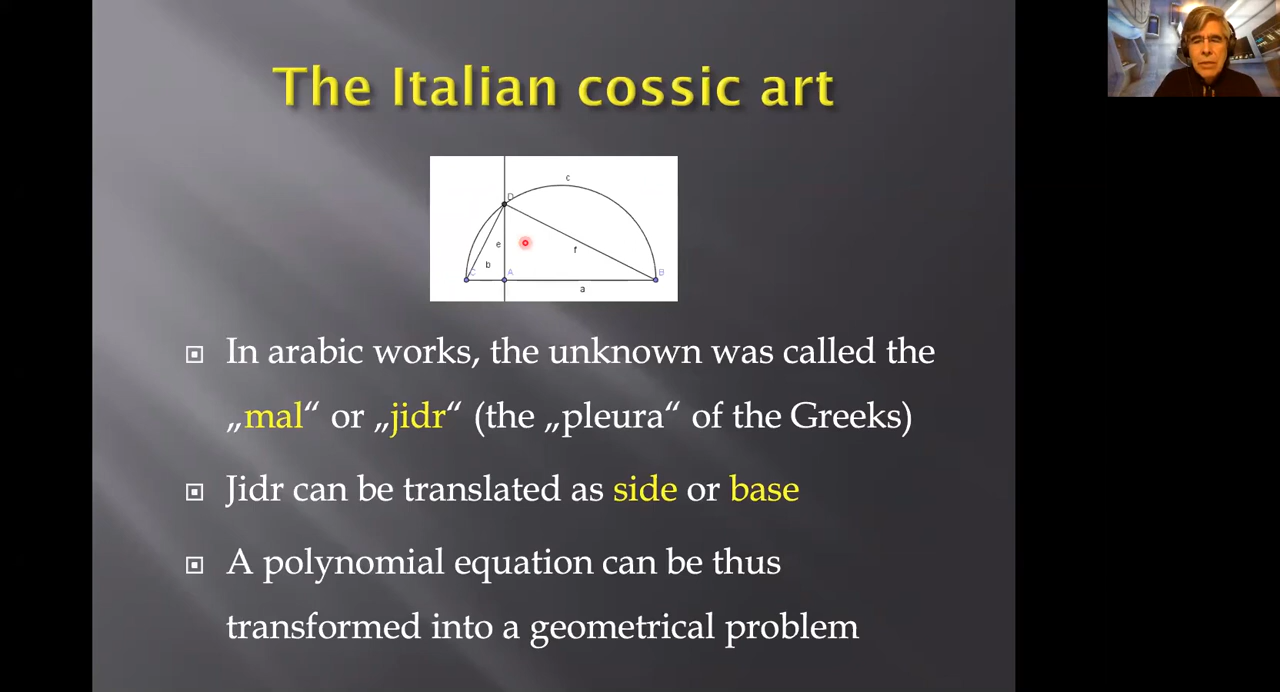 The Italian cossic art
c
D
e
f
b
C
A
B
a
In arabic works, the unknown was called the
„mal“ or „jidr“ (the „pleura“ of the Greeks)
Jidr can be translated as side or base
A polynomial equation can be thus
transformed into a geometrical problem